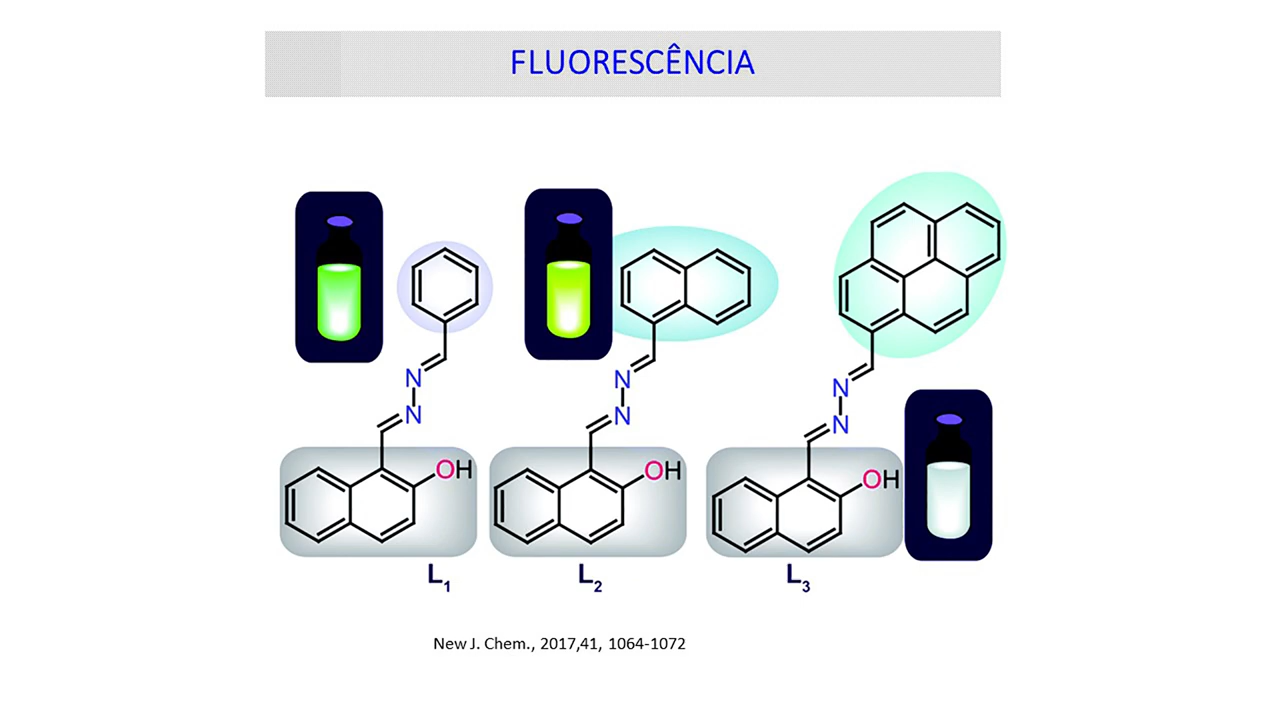 FLUORESCÊNCIA
N
N
OH
L1
N
N
OH
L2
N
N
OH
L3
New J. Chem., 2017,41, 1064-1072